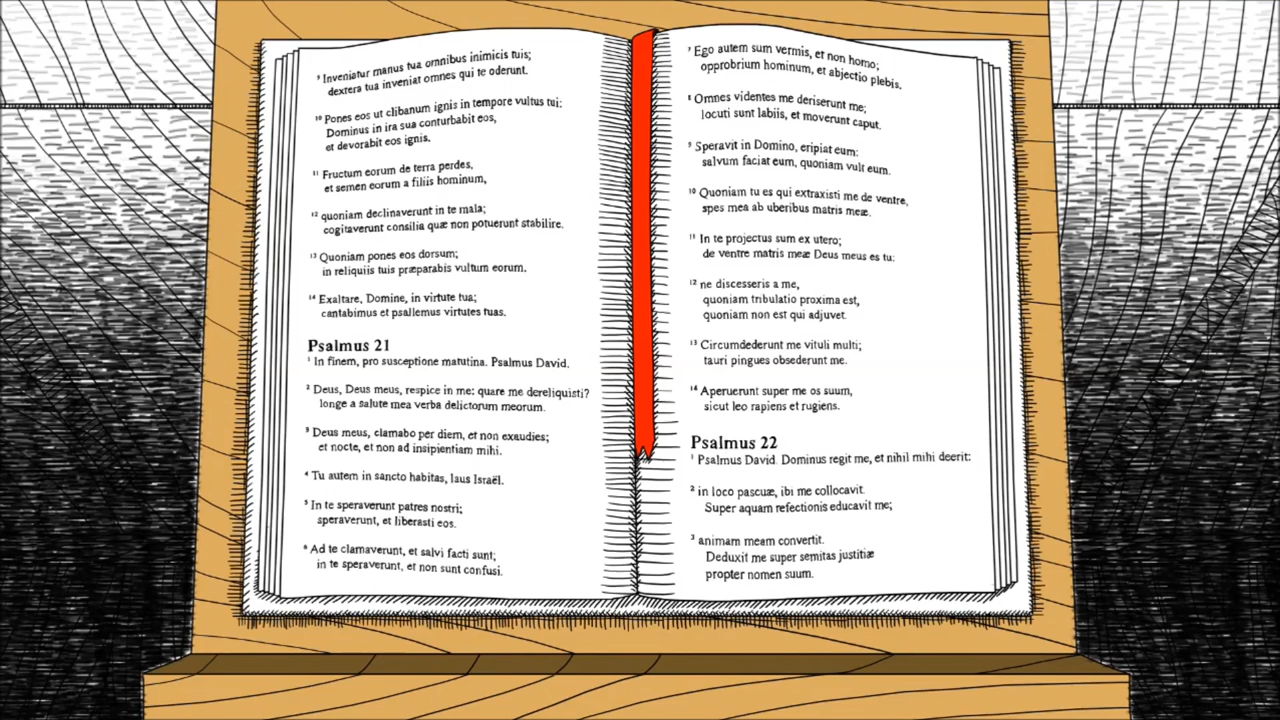 ⁹ Inveniatur manus tua omnibus inimicis tuis;
dextera tua inveniat omnes qui te oderunt.
¹⁰ Pones eos ut clibanum ignis in tempore vultus tui:
Dominus in ira sua conturbabit eos,
et devorabit eos ignis.
¹¹ Fructum eorum de terra perdes,
et semen eorum a filiis hominum,
¹² quoniam declinaverunt in te mala;
cogitaverunt consilia quæ non potuerunt stabilire.
¹³ Quoniam pones eos dorsum;
in reliquiis tuis præparabis vultum eorum.
¹⁴ Exaltare, Domine, in virtute tua;
cantabimus et psallemus virtutes tuas.
Psalmus 21
¹ In finem, pro susceptione matutina. Psalmus David.
² Deus, Deus meus, respice in me: quare me dereliquisti?
longe a salute mea verba delictorum meorum.
³ Deus meus, clamabo per diem, et non exaudies;
et nocte, et non ad insipientiam mihi.
⁴ Tu autem in sancto habitas, laus Israël.
⁵ In te speraverunt patres nostri;
speraverunt, et liberasti eos.
⁶ Ad te clamaverunt, et salvi facti sunt;
in te speraverunt, et non sunt confusi.
⁷ Ego autem sum vermis, et non homo;
opprobrium hominum, et abjectio plebis.
⁸ Omnes videntes me deriserunt me;
locuti sunt labiis, et moverunt caput.
⁹ Speravit in Domino, eripiat eum;
salvum faciat eum, quoniam vult eum.
¹⁰ Quoniam tu es qui extraxisti me de ventre,
spes mea ab uberibus matris meæ.
¹¹ In te projectus sum ex utero;
de ventre matris meæ Deus meus es tu:
¹² ne discesseris a me,
quoniam tribulatio proxima est,
quoniam non est qui adjuvet.
¹³ Circumdederunt me vituli multi;
tauri pingues obsederunt me.
¹⁴ Aperuerunt super me os suum,
sicut leo rapiens et rugiens.
Psalmus 22
¹ Psalmus David. Dominus regit me, et nihil mihi deerit:
² in loco pascuæ, ibi me collocavit.
Super aquam refectionis educavit me;
³ animam meam convertit.
Deduxit me super semitas justitiæ
propter nomen suum.